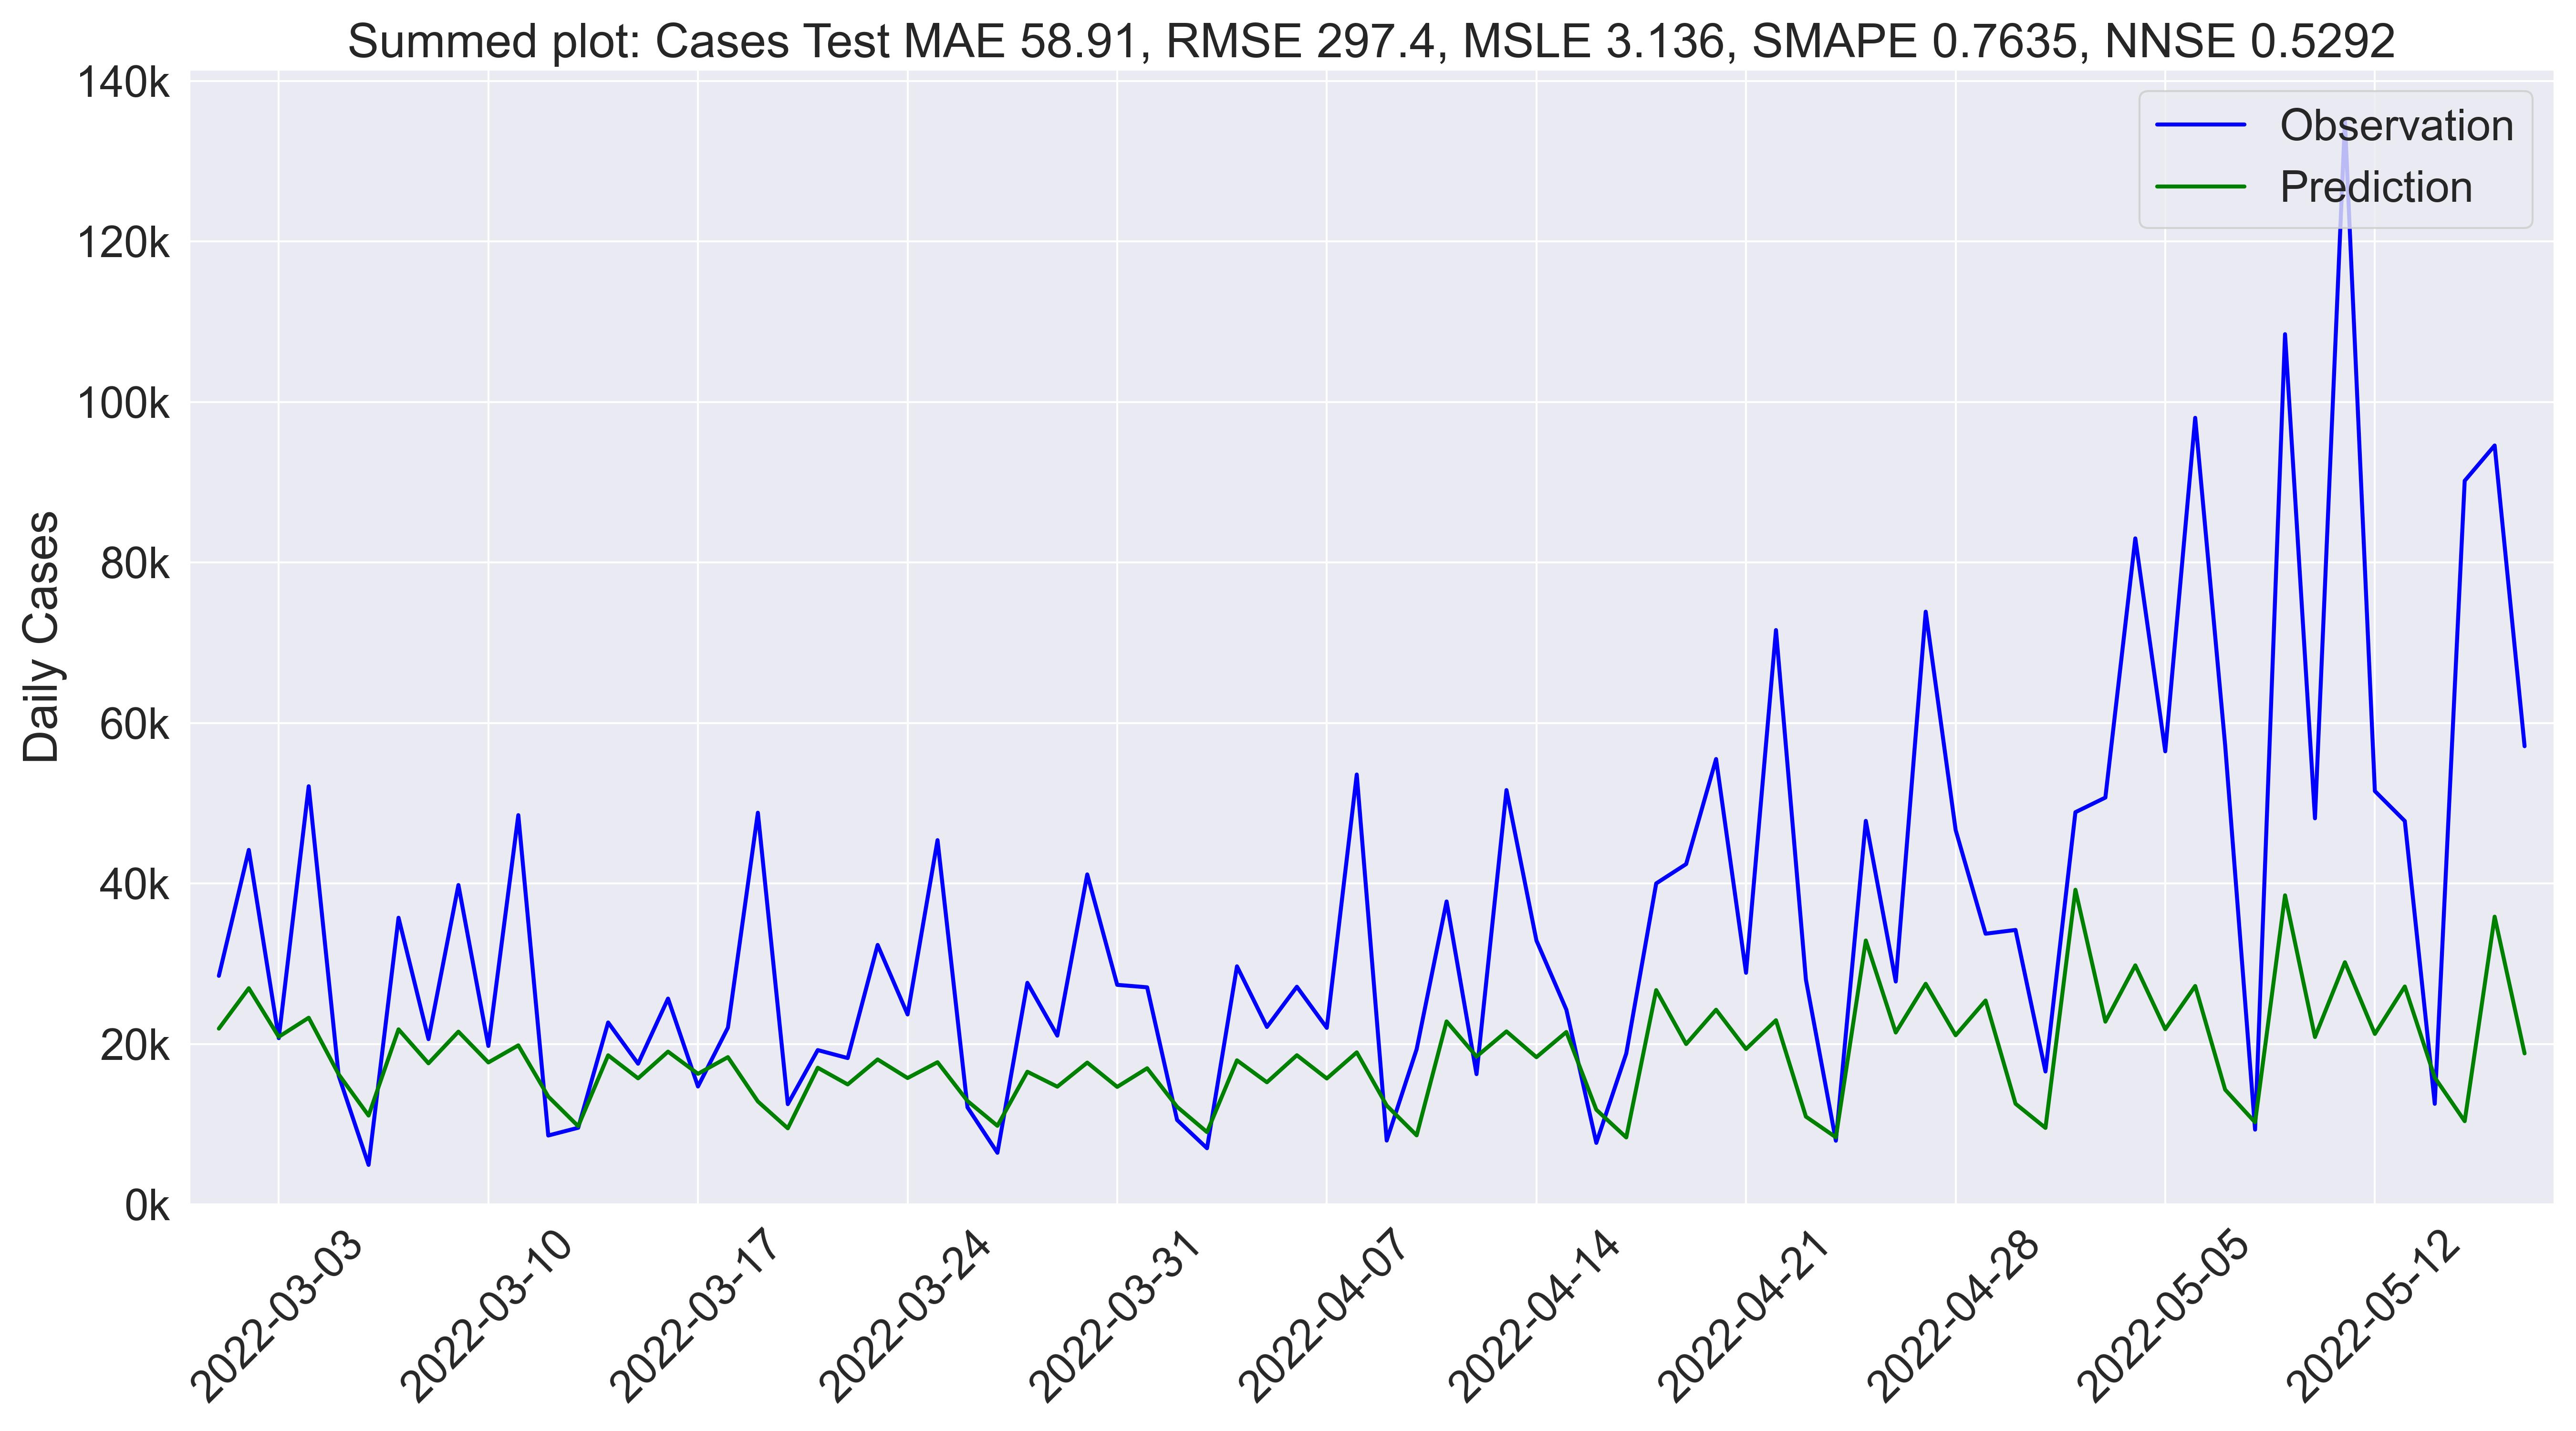 Summed plot: Cases Test MAE 58.91, RMSE 297.4, MSLE 3.136, SMAPE 0.7635, NNSE 0.5292
140k
120k
100k
80k
60k
40k
20k
0k
Daily Cases
Observation
Prediction
2022-03-03
2022-03-10
2022-03-17
2022-03-24
2022-03-31
2022-04-07
2022-04-14
2022-04-21
2022-04-28
2022-05-05
2022-05-12